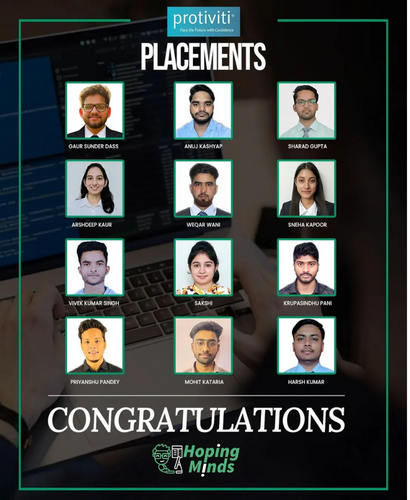 protiviti®
Face the Future with Confidence
PLACEMENTS
GAUR SUNDER DASS
ANUJ KASHYAP
SHARAD GUPTA
ARSHDEEP KAUR
WEQAR WANI
SNEHA KAPOOR
VIVEK KUMAR SINGH
SAKSHI
KRUPASINDHU PANI
PRIYANSHU PANDEY
MOHIT KATARIA
HARSH KUMAR
CONGRATULATIONS
Hoping
Minds